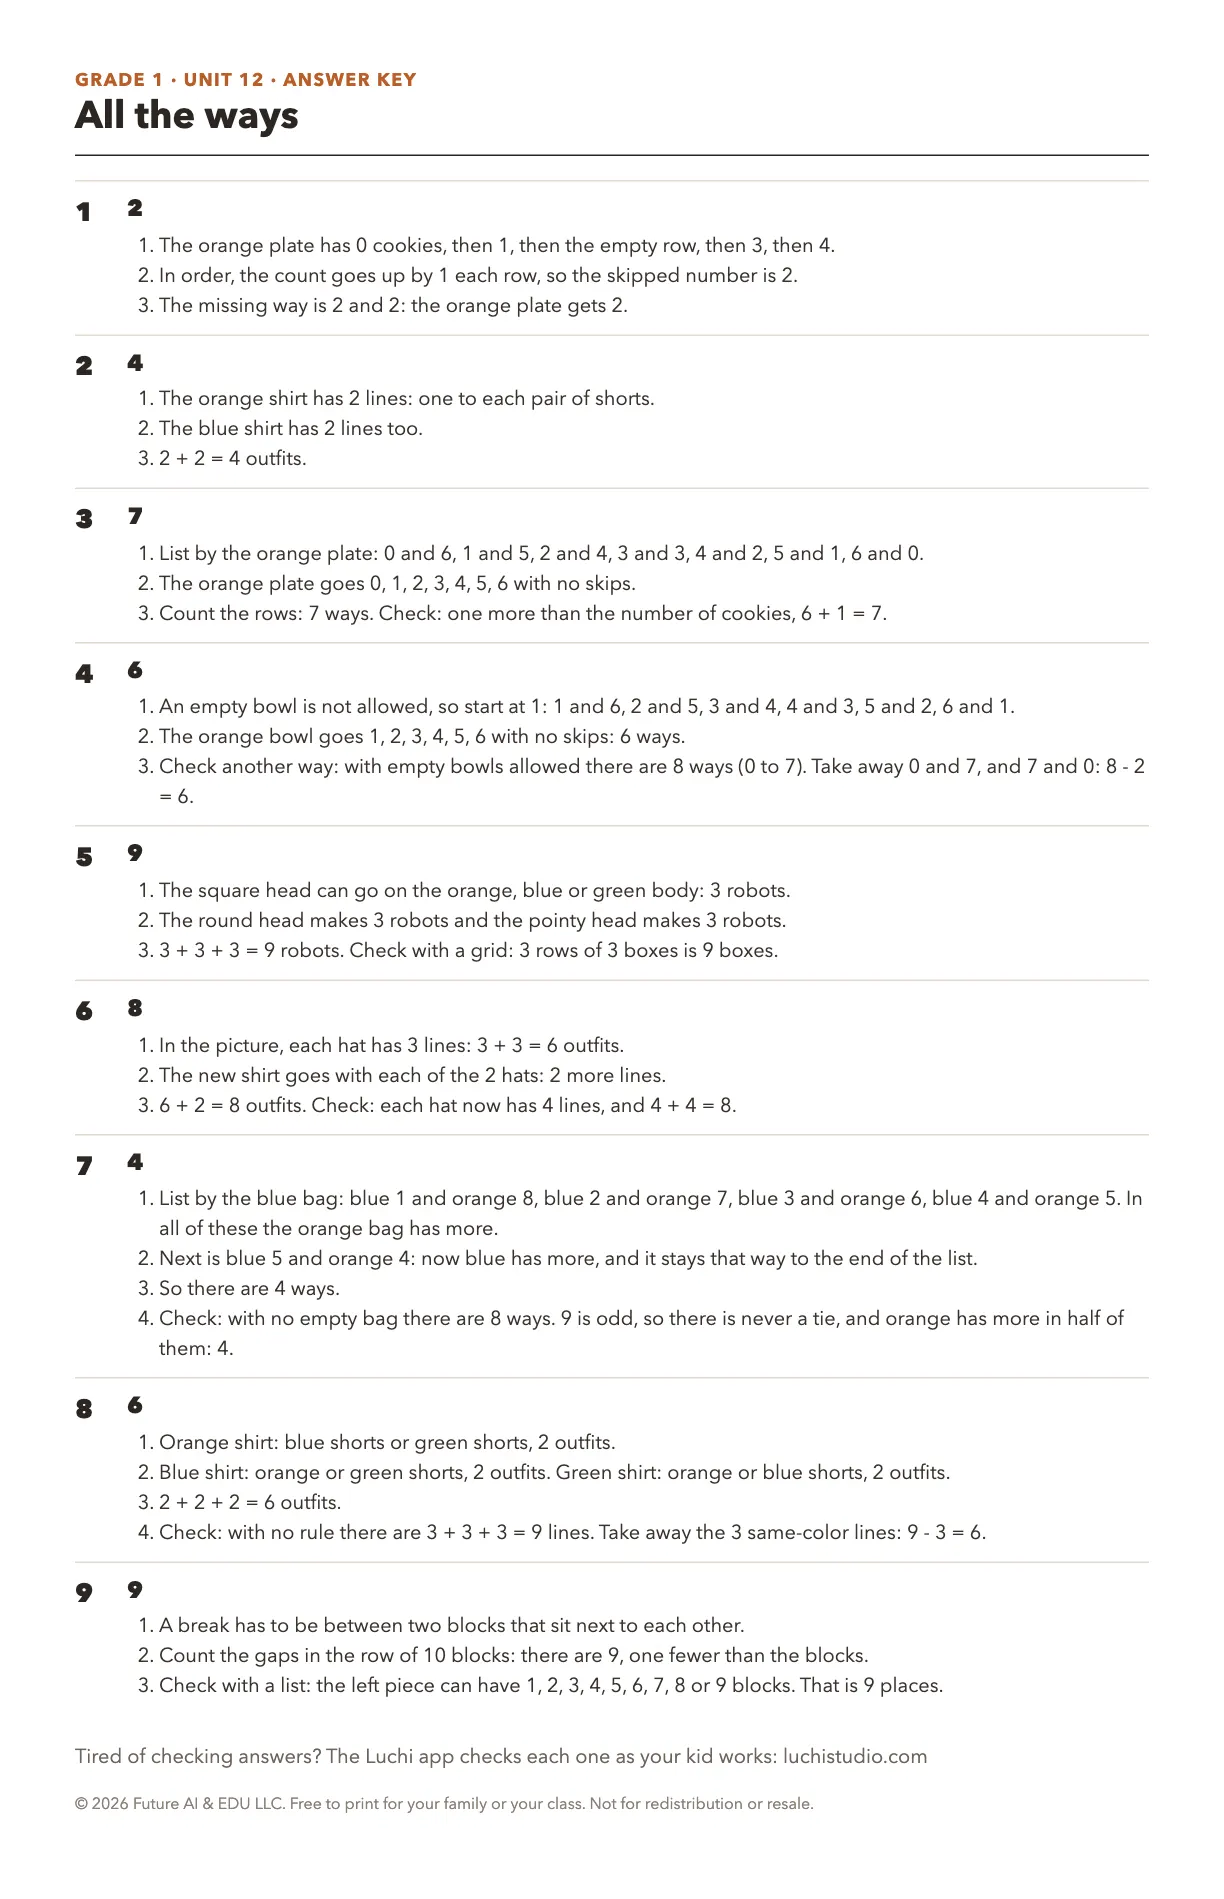 GRADE 1 · UNIT 12 · ANSWER KEY
All the ways
1 2
1. The orange plate has 0 cookies, then 1, then the empty row, then 3, then 4.
2. In order, the count goes up by 1 each row, so the skipped number is 2.
3. The missing way is 2 and 2: the orange plate gets 2.
2 4
1. The orange shirt has 2 lines: one to each pair of shorts.
2. The blue shirt has 2 lines too.
3. 2 + 2 = 4 outfits.
3 7
1. List by the orange plate: 0 and 6, 1 and 5, 2 and 4, 3 and 3, 4 and 2, 5 and 1, 6 and 0.
2. The orange plate goes 0, 1, 2, 3, 4, 5, 6 with no skips.
3. Count the rows: 7 ways. Check: one more than the number of cookies, 6 + 1 = 7.
4 6
1. An empty bowl is not allowed, so start at 1: 1 and 6, 2 and 5, 3 and 4, 4 and 3, 5 and 2, 6 and 1.
2. The orange bowl goes 1, 2, 3, 4, 5, 6 with no skips: 6 ways.
3. Check another way: with empty bowls allowed there are 8 ways (0 to 7). Take away 0 and 7, and 7 and 0: 8 - 2
= 6.
5 9
1. The square head can go on the orange, blue or green body: 3 robots.
2. The round head makes 3 robots and the pointy head makes 3 robots.
3. 3 + 3 + 3 = 9 robots. Check with a grid: 3 rows of 3 boxes is 9 boxes.
6 8
1. In the picture, each hat has 3 lines: 3 + 3 = 6 outfits.
2. The new shirt goes with each of the 2 hats: 2 more lines.
3. 6 + 2 = 8 outfits. Check: each hat now has 4 lines, and 4 + 4 = 8.
7 4
1. List by the blue bag: blue 1 and orange 8, blue 2 and orange 7, blue 3 and orange 6, blue 4 and orange 5. In
all of these the orange bag has more.
2. Next is blue 5 and orange 4: now blue has more, and it stays that way to the end of the list.
3. So there are 4 ways.
4. Check: with no empty bag there are 8 ways. 9 is odd, so there is never a tie, and orange has more in half of
them: 4.
8 6
1. Orange shirt: blue shorts or green shorts, 2 outfits.
2. Blue shirt: orange or green shorts, 2 outfits. Green shirt: orange or blue shorts, 2 outfits.
3. 2 + 2 + 2 = 6 outfits.
4. Check: with no rule there are 3 + 3 + 3 = 9 lines. Take away the 3 same-color lines: 9 - 3 = 6.
9 9
1. A break has to be between two blocks that sit next to each other.
2. Count the gaps in the row of 10 blocks: there are 9, one fewer than the blocks.
3. Check with a list: the left piece can have 1, 2, 3, 4, 5, 6, 7, 8 or 9 blocks. That is 9 places.
Tired of checking answers? The Luchi app checks each one as your kid works: luchistudio.com
© 2026 Future AI & EDU LLC. Free to print for your family or your class. Not for redistribution or resale.